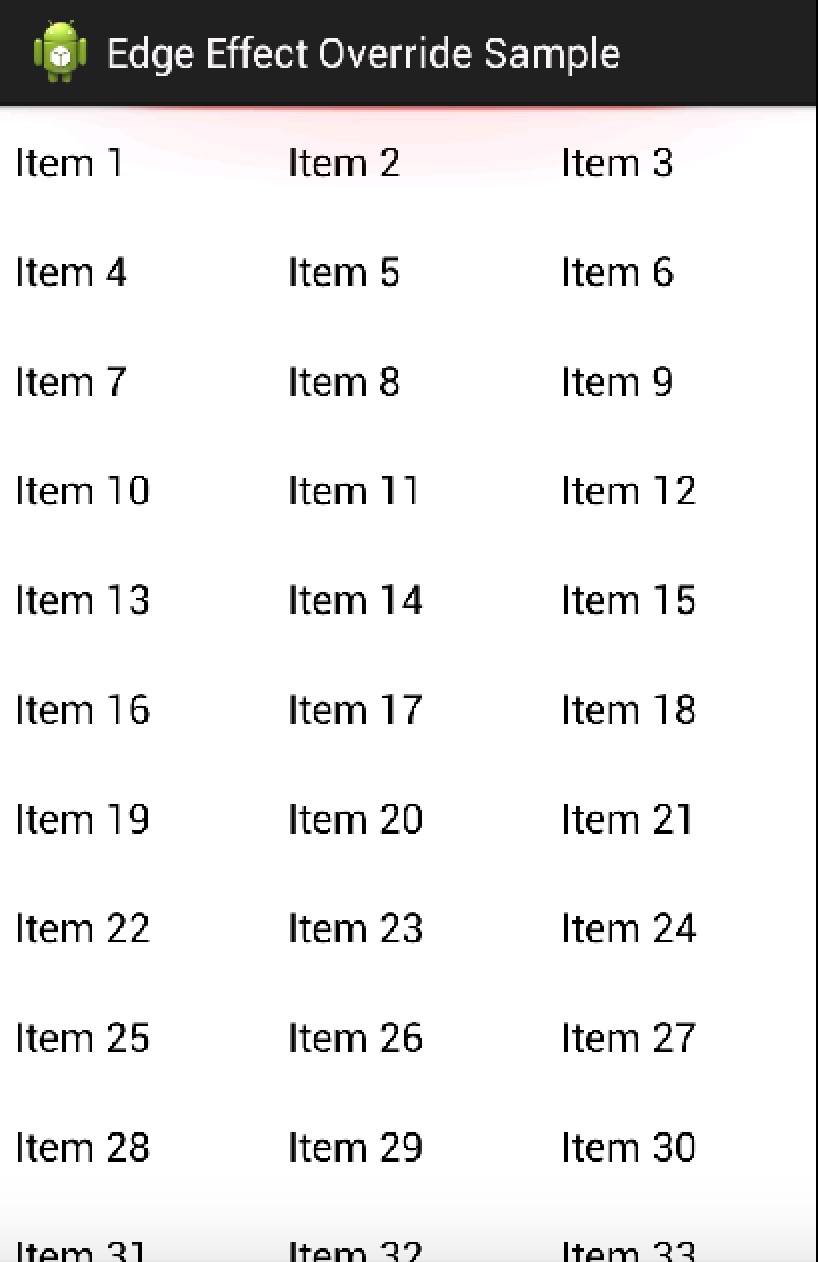 Edge Effect Override Sample
Item 1 Item 2 Item 3
Item 4 Item 5 Item 6
Item 7 Item 8 Item 9
Item 10 Item 11 Item 12
Item 13 Item 14 Item 15
Item 16 Item 17 Item 18
Item 19 Item 20 Item 21
Item 22 Item 23 Item 24
Item 25 Item 26 Item 27
Item 28 Item 29 Item 30
Item 31 Item 32 Item 33